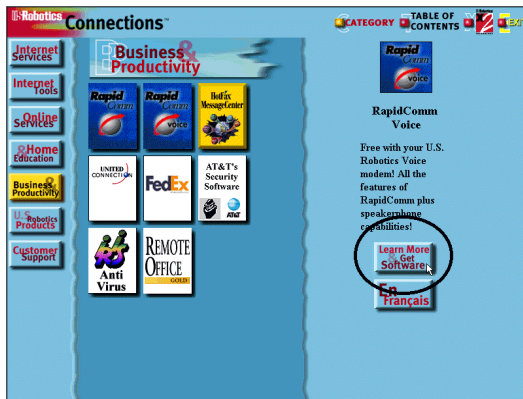 U.S.Robotics Connections™
CATEGORY
TABLE OF
CONTENTS
X2
EXIT
Internet
Services
Internet
Tools
Online
Services
&Home
Education
Business&
Productivity
U.S.
Robotics
Products
Customer
Support
B Business&
Productivity
Rapid
Comm
Rapid
Comm
voice
HotFax
MessageCenter
UNITED
CONNECTION
FedEx
AT&T's
Security
Software
AT&T
Anti
Virus
REMOTE
OFFICE
GOLD
Rapid
Comm
voice
RapidComm
Voice
Free with your U.S.
Robotics Voice
modem! All the
features of
RapidComm plus
speakerphone
capabilities!
Learn More
& Get
Software
En
Français